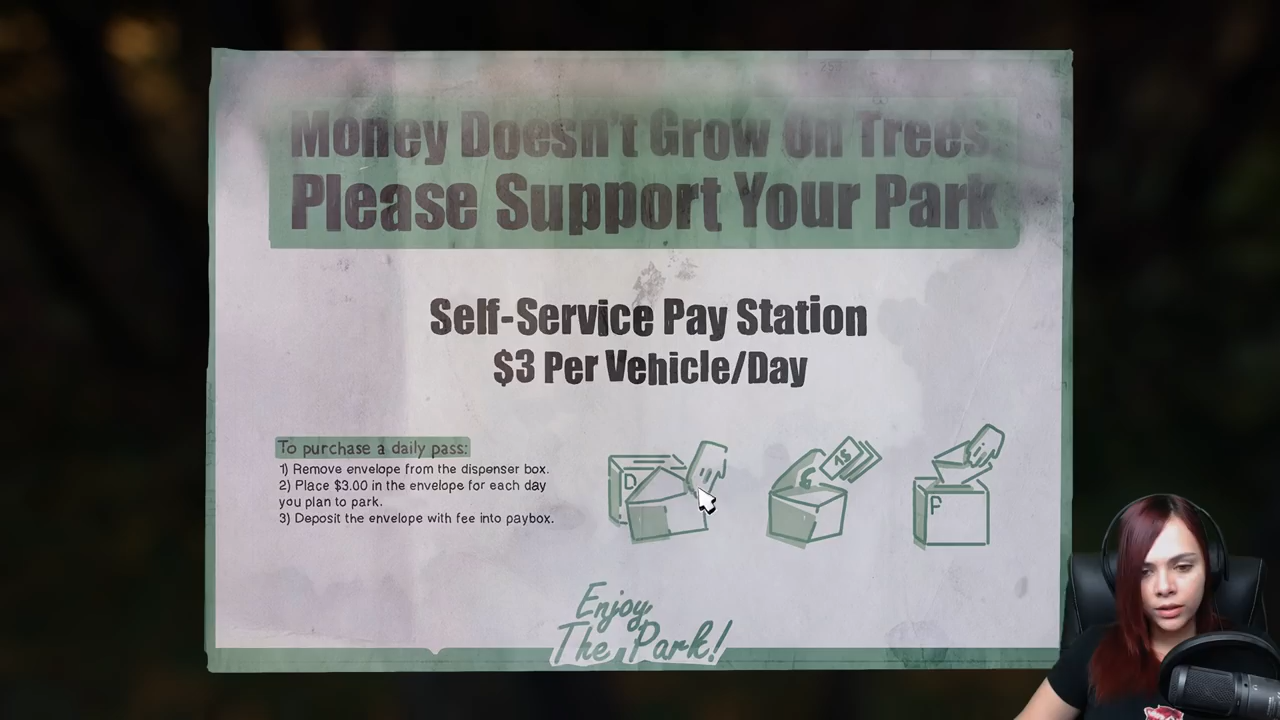 Money Doesn't Grow On Trees
Please Support Your Park
Self-Service Pay Station
$3 Per Vehicle/Day
To purchase a daily pass:
1) Remove envelope from the dispenser box.
2) Place $3.00 in the envelope for each day
you plan to park.
3) Deposit the envelope with fee into paybox.
D
P
Enjoy
The Park!